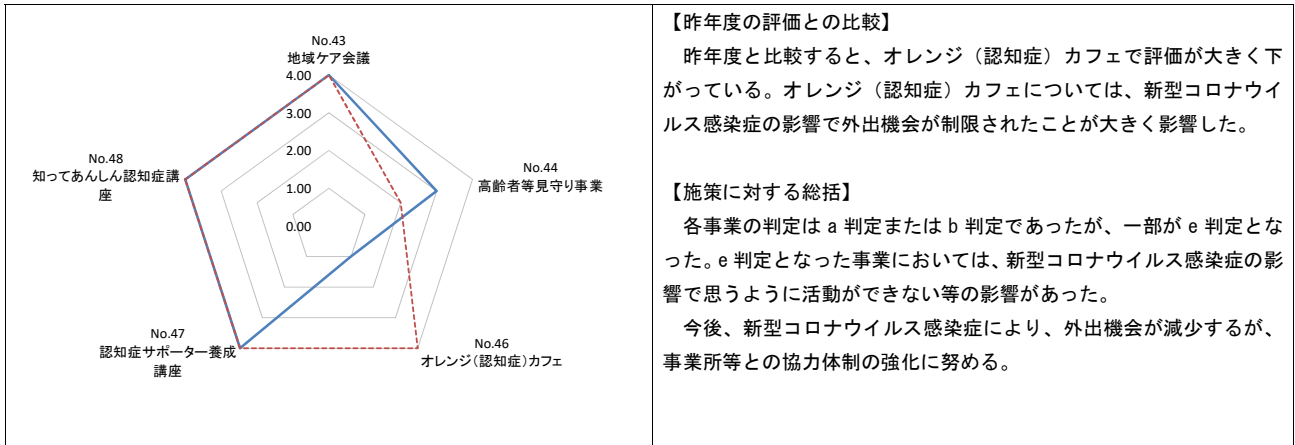 No.43
地域ケア会議
4.00
3.00
2.00
1.00
0.00
No.44
高齢者等見守り事業
No.46
オレンジ(認知症)カフェ
No.47
認知症サポーター養成
講座
No.48
知ってあんしん認知症講
座
【昨年度の評価との比較】
昨年度と比較すると、オレンジ（認知症）カフェで評価が大きく下
がっている。オレンジ（認知症）カフェについては、新型コロナウイ
ルス感染症の影響で外出機会が制限されたことが大きく影響した。
【施策に対する総括】
各事業の判定は a 判定または b 判定であったが、一部が e 判定とな
った。e 判定となった事業においては、新型コロナウイルス感染症の影
響で思うように活動ができない等の影響があった。
今後、新型コロナウイルス感染症により、外出機会が減少するが、
事業所等との協力体制の強化に努める。